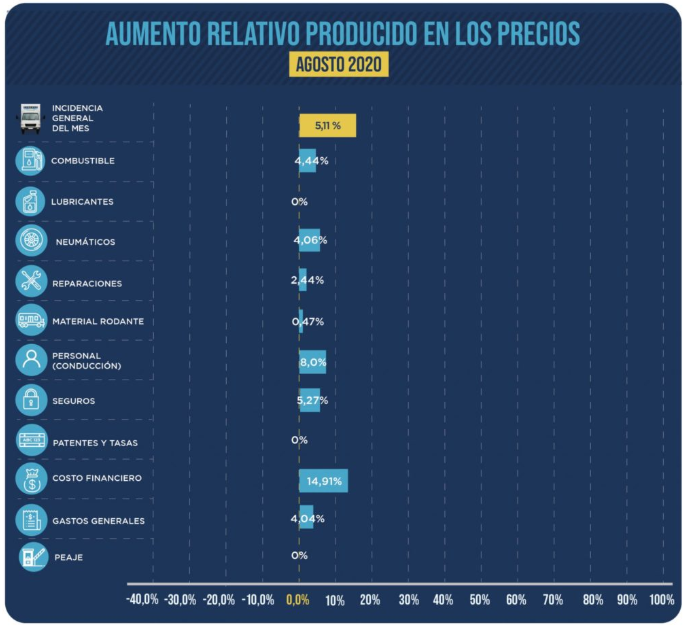 AUMENTO RELATIVO PRODUCIDO EN LOS PRECIOS
AGOSTO 2020
INCIDENCIA
GENERAL
DEL MES
5,11 %
COMBUSTIBLE
4,44%
LUBRICANTES
0%
NEUMÁTICOS
4,06%
REPARACIONES
2,44%
MATERIAL RODANTE
0,47%
PERSONAL
(CONDUCCIÓN)
8,0%
SEGUROS
5,27%
PATENTES Y TASAS
0%
COSTO FINANCIERO
14,91%
GASTOS GENERALES
4,04%
PEAJE
0%
-40,0% -30,0% -20,0% -10,0% 0,0% 10% 20% 30% 40% 50% 60% 70% 80% 90% 100%